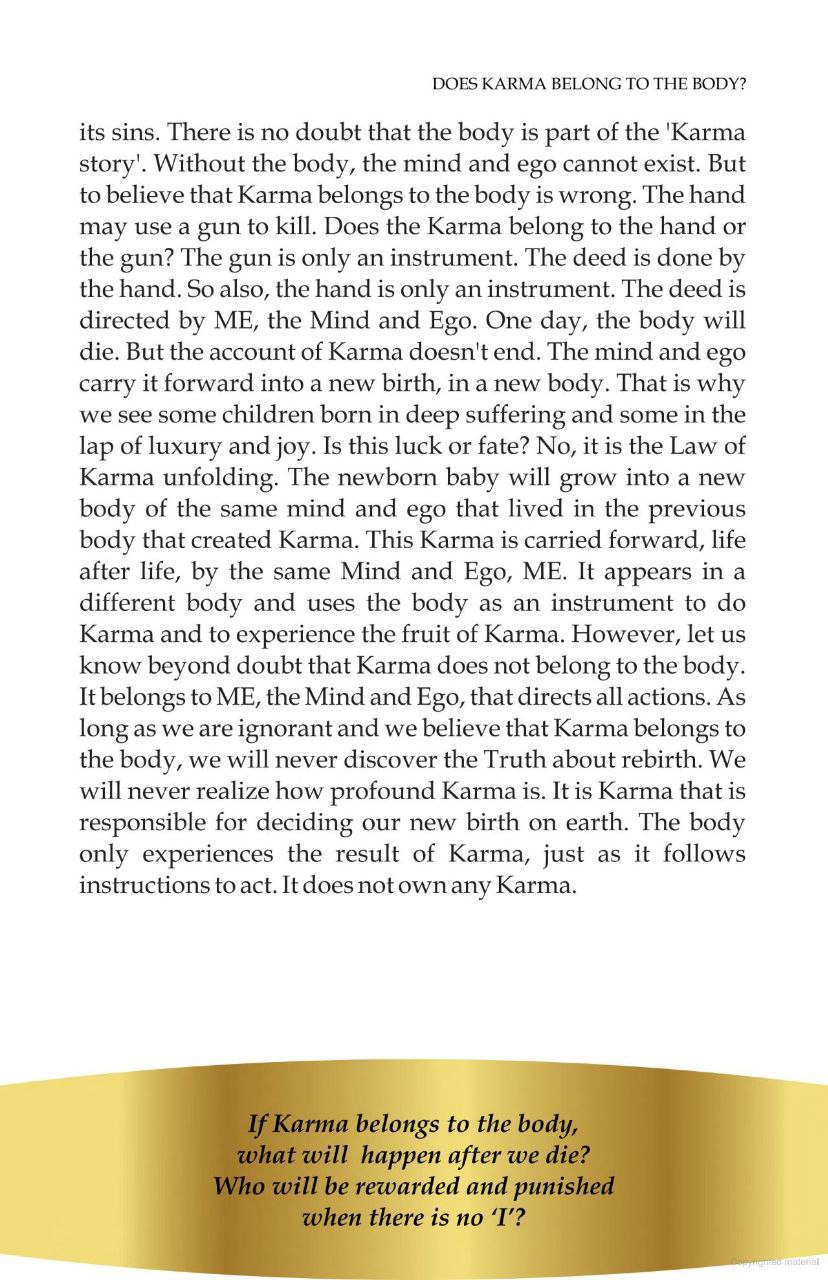 DOES KARMA BELONG TO THE BODY?
its sins. There is no doubt that the body is part of the 'Karma
story'. Without the body, the mind and ego cannot exist. But
to believe that Karma belongs to the body is wrong. The hand
may use a gun to kill. Does the Karma belong to the hand or
the gun? The gun is only an instrument. The deed is done by
the hand. So also, the hand is only an instrument. The deed is
directed by ME, the Mind and Ego. One day, the body will
die. But the account of Karma doesn't end. The mind and ego
carry it forward into a new birth, in a new body. That is why
we see some children born in deep suffering and some in the
lap of luxury and joy. Is this luck or fate? No, it is the Law of
Karma unfolding. The newborn baby will grow into a new
body of the same mind and ego that lived in the previous
body that created Karma. This Karma is carried forward, life
after life, by the same Mind and Ego, ME. It appears in a
different body and uses the body as an instrument to do
Karma and to experience the fruit of Karma. However, let us
know beyond doubt that Karma does not belong to the body.
It belongs to ME, the Mind and Ego, that directs all actions. As
long as we are ignorant and we believe that Karma belongs to
the body, we will never discover the Truth about rebirth. We
will never realize how profound Karma is. It is Karma that is
responsible for deciding our new birth on earth. The body
only experiences the result of Karma, just as it follows
instructions to act. It does not own any Karma.
If Karma belongs to the body,
what will happen after we die?
Who will be rewarded and punished
when there is no ‘I’?
Copyrighted material